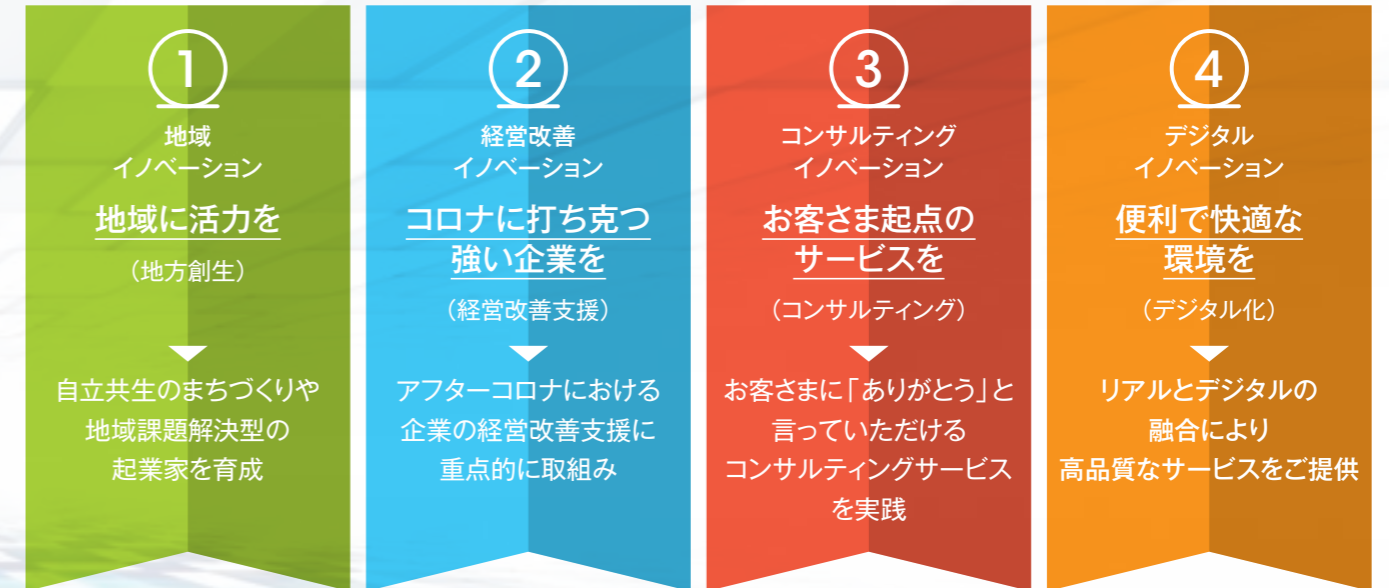 1
地域
イノベーション
地域に活力を
（地方創生）
自立共生のまちづくりや
地域課題解決型の
起業家を育成
2
経営改善
イノベーション
コロナに打ち克つ
強い企業を
（経営改善支援）
アフターコロナにおける
企業の経営改善支援に
重点的に取組み
3
コンサルティング
イノベーション
お客さま起点の
サービスを
（コンサルティング）
お客さまに「ありがとう」と
言っていただける
コンサルティングサービス
を実践
4
デジタル
イノベーション
便利で快適な
環境を
（デジタル化）
リアルとデジタルの
融合により
高品質なサービスをご提供